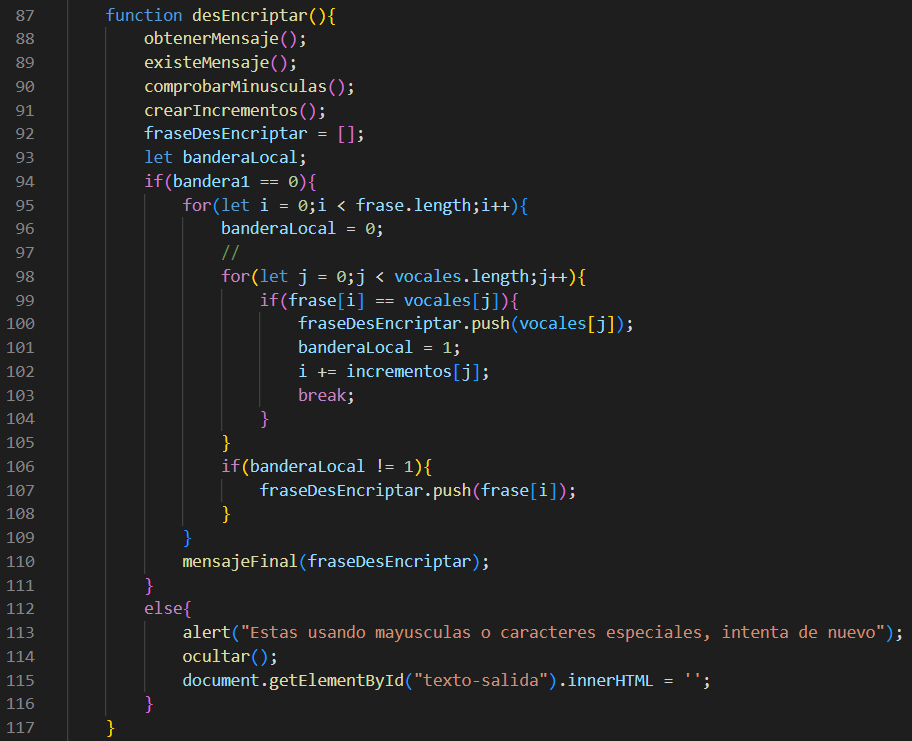 87 function desEncriptar(){
88 obtenerMensaje();
89 existeMensaje();
90 comprobarMinusculas();
91 crearIncrementos();
92 fraseDesEncriptar = [];
93 let banderaLocal;
94 if(bandera1 == 0){
95 for(let i = 0;i < frase.length;i++){
96 banderaLocal = 0;
97 //
98 for(let j = 0;j < vocales.length;j++){
99 if(frase[i] == vocales[j]){
100 fraseDesEncriptar.push(vocales[j]);
101 banderaLocal = 1;
102 i += incrementos[j];
103 break;
104 }
105 }
106 if(banderaLocal != 1){
107 fraseDesEncriptar.push(frase[i]);
108 }
109 }
110 mensajeFinal(fraseDesEncriptar);
111 }
112 else{
113 alert("Estas usando mayusculas o caracteres especiales, intenta de nuevo");
114 ocultar();
115 document.getElementById("texto-salida").innerHTML = '';
116 }
117 }